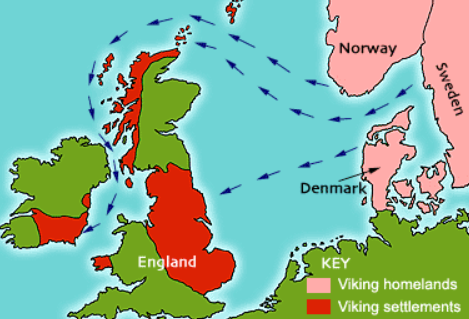 Norway
Sweden
Denmark
England
KEY
Viking homelands
Viking settlements